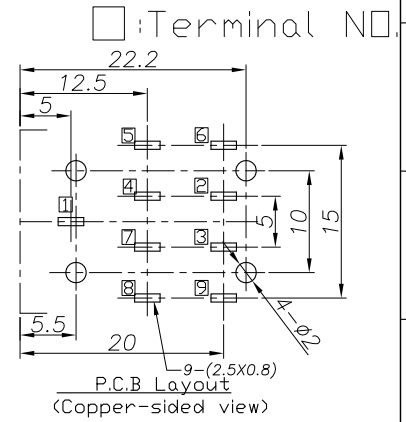 □:Terminal NO.
22.2
12.5
5
5 6
4 2
1
7 3
8 9
5 10 15
5.5
20
4-φ2
9-(2.5X0.8)
P.C.B Layout
(Copper-sided view)